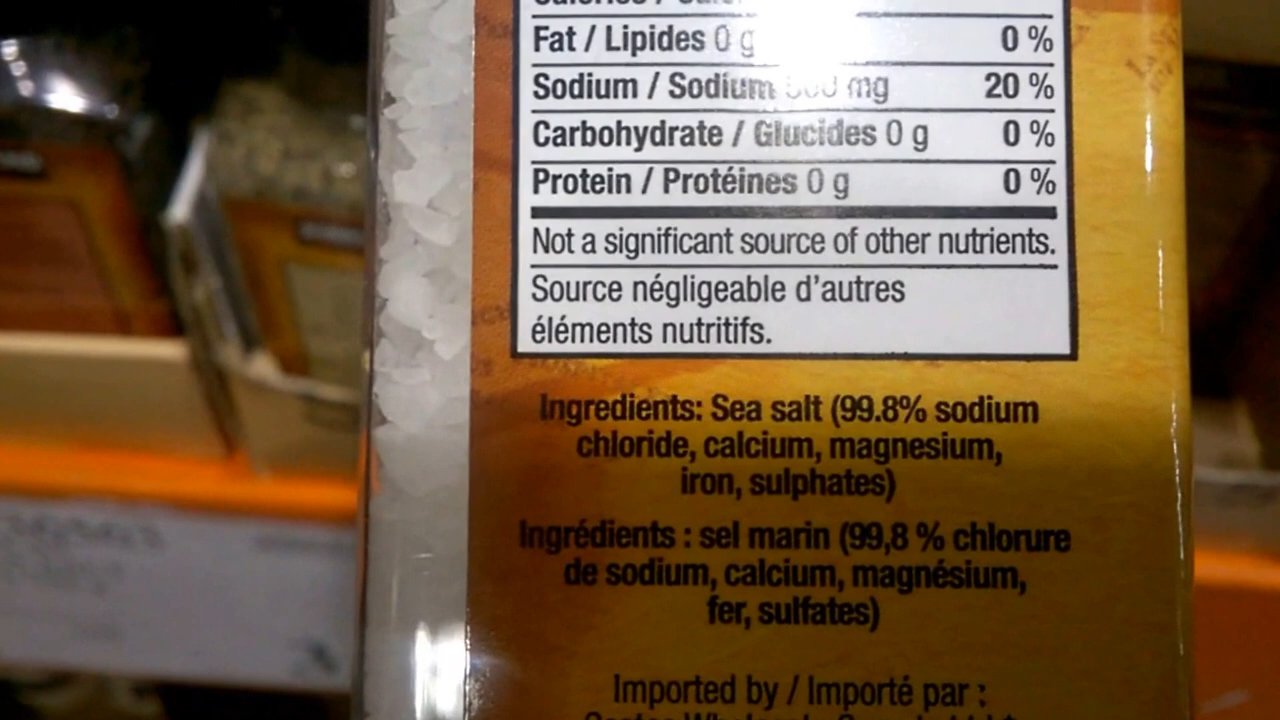 Fat / Lipides 0 g 0 %
Sodium / Sodium mg 20 %
Carbohydrate / Glucides 0 g 0 %
Protein / Protéines 0 g 0 %
Not a significant source of other nutrients.
Source négligeable d'autres
éléments nutritifs.
Ingredients: Sea salt (99.8% sodium
chloride, calcium, magnesium,
iron, sulphates)
Ingrédients : sel marin (99,8 % chlorure
de sodium, calcium, magnésium,
fer, sulfates)
Imported by / Importé par :